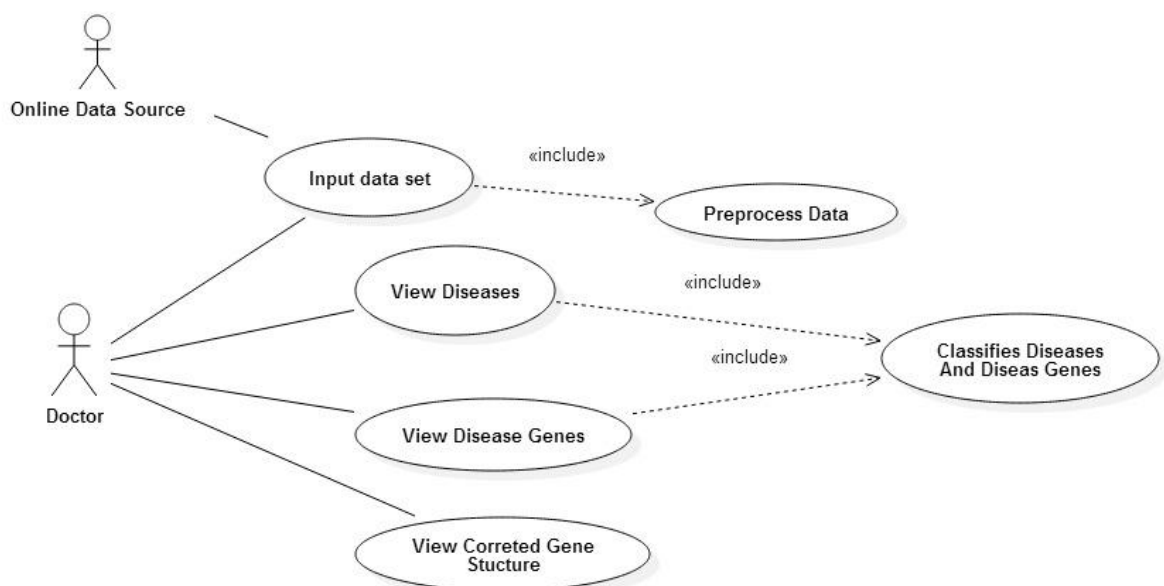 Online Data Source
«include»
Input data set
Preprocess Data
«include»
View Diseases
«include»
Classifies Diseases
And Diseas Genes
Doctor
View Disease Genes
View Correted Gene
Stucture